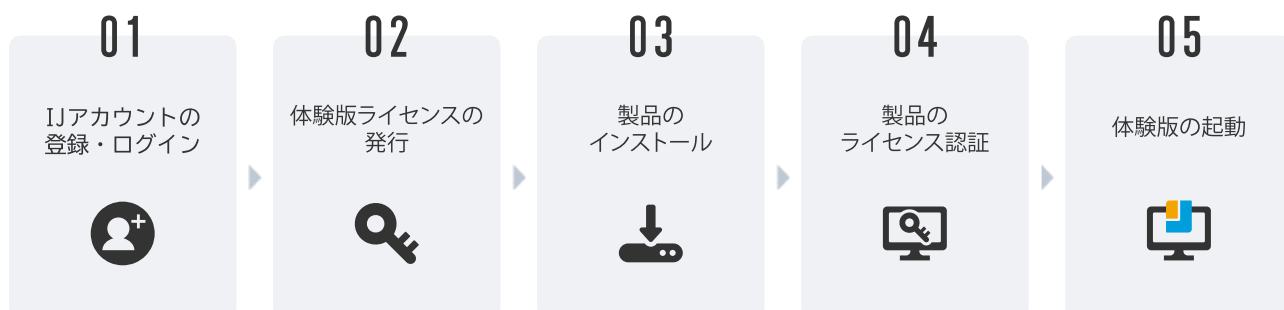 01
IJアカウントの
登録・ログイン
02
体験版ライセンスの
発行
03
製品の
インストール
04
製品の
ライセンス認証
05
体験版の起動